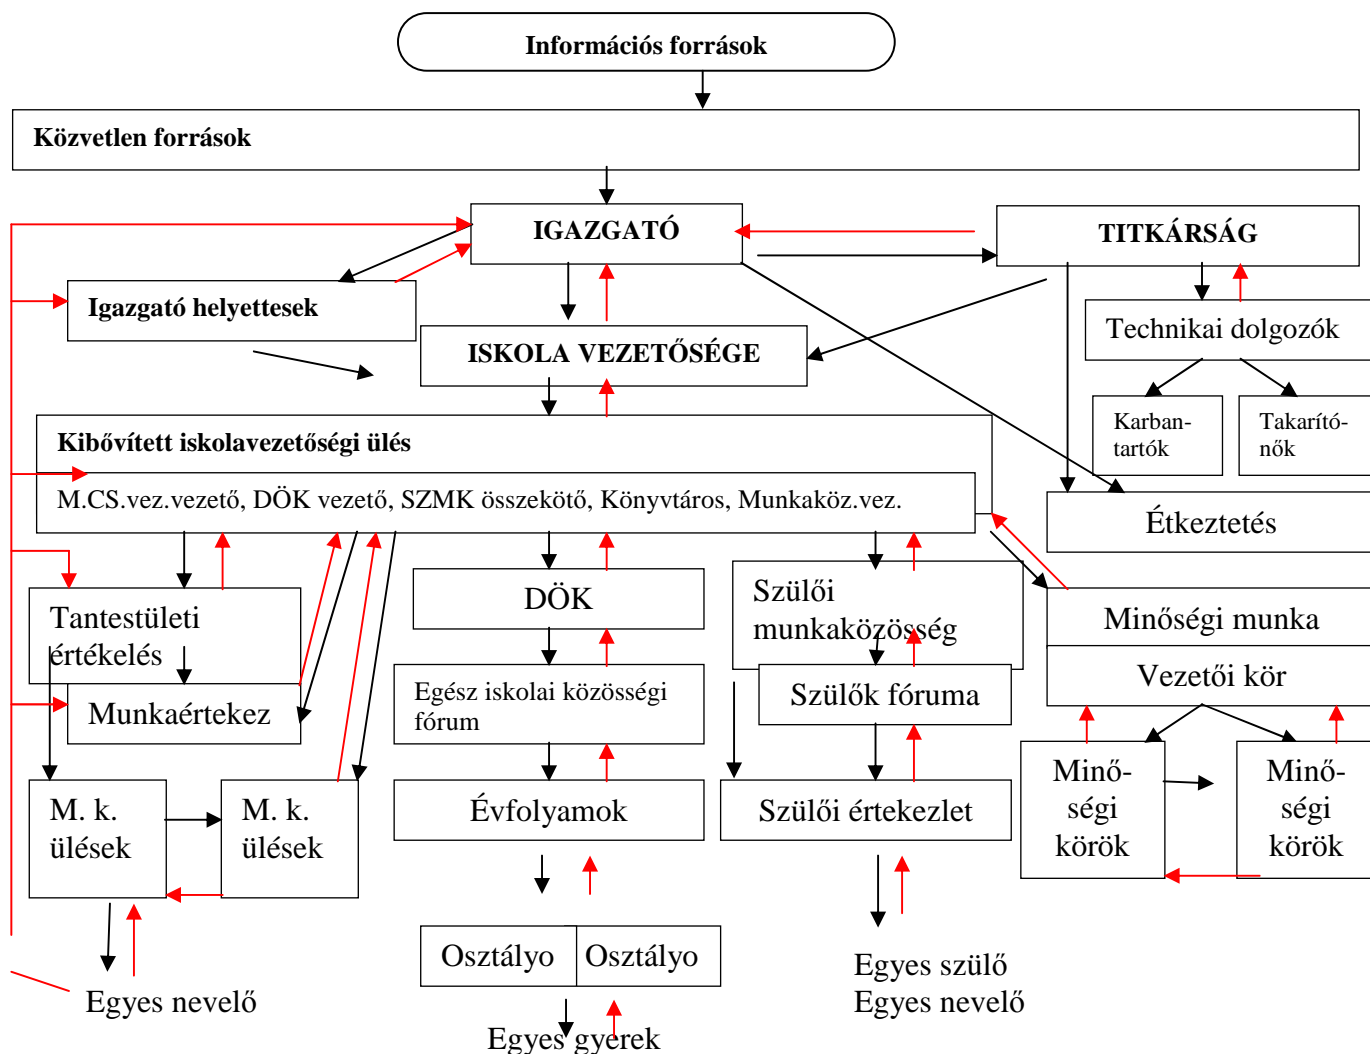 Információs források
Közvetlen források
IGAZGATÓ
TITKÁRSÁG
Igazgató helyettesek
Technikai dolgozók
ISKOLA VEZETŐSÉGE
Karban-
tartók
Takarító-
nők
Kibővített iskolavezetőségi ülés
M.CS.vez.vezető, DÖK vezető, SZMK összekötő, Könyvtáros, Munkaköz.vez.
Étkeztetés
Tantestületi
értékelés
DÖK
Szülői
munkaközösség
Minőségi munka
Munkaértekez
Egész iskolai közösségi
fórum
Szülők fóruma
Vezetői kör
M. k.
ülések
M. k.
ülések
Évfolyamok
Szülői értekezlet
Minő-
ségi
körök
Minő-
ségi
körök
Egyes nevelő
Osztályo
Osztályo
Egyes szülő
Egyes nevelő
Egyes gyerek